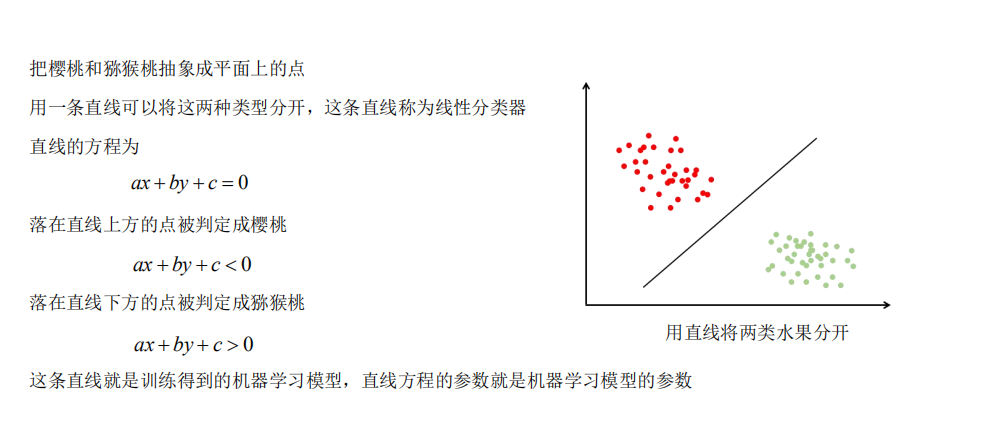 把樱桃和猕猴桃抽象成平面上的点
用一条直线可以将这两种类型分开，这条直线称为线性分类器
直线的方程为
ax + by + c = 0
落在直线上方的点被判定成樱桃
ax + by + c < 0
落在直线下方的点被判定成猕猴桃
ax + by + c > 0
用直线将两类水果分开
这条直线就是训练得到的机器学习模型，直线方程的参数就是机器学习模型的参数